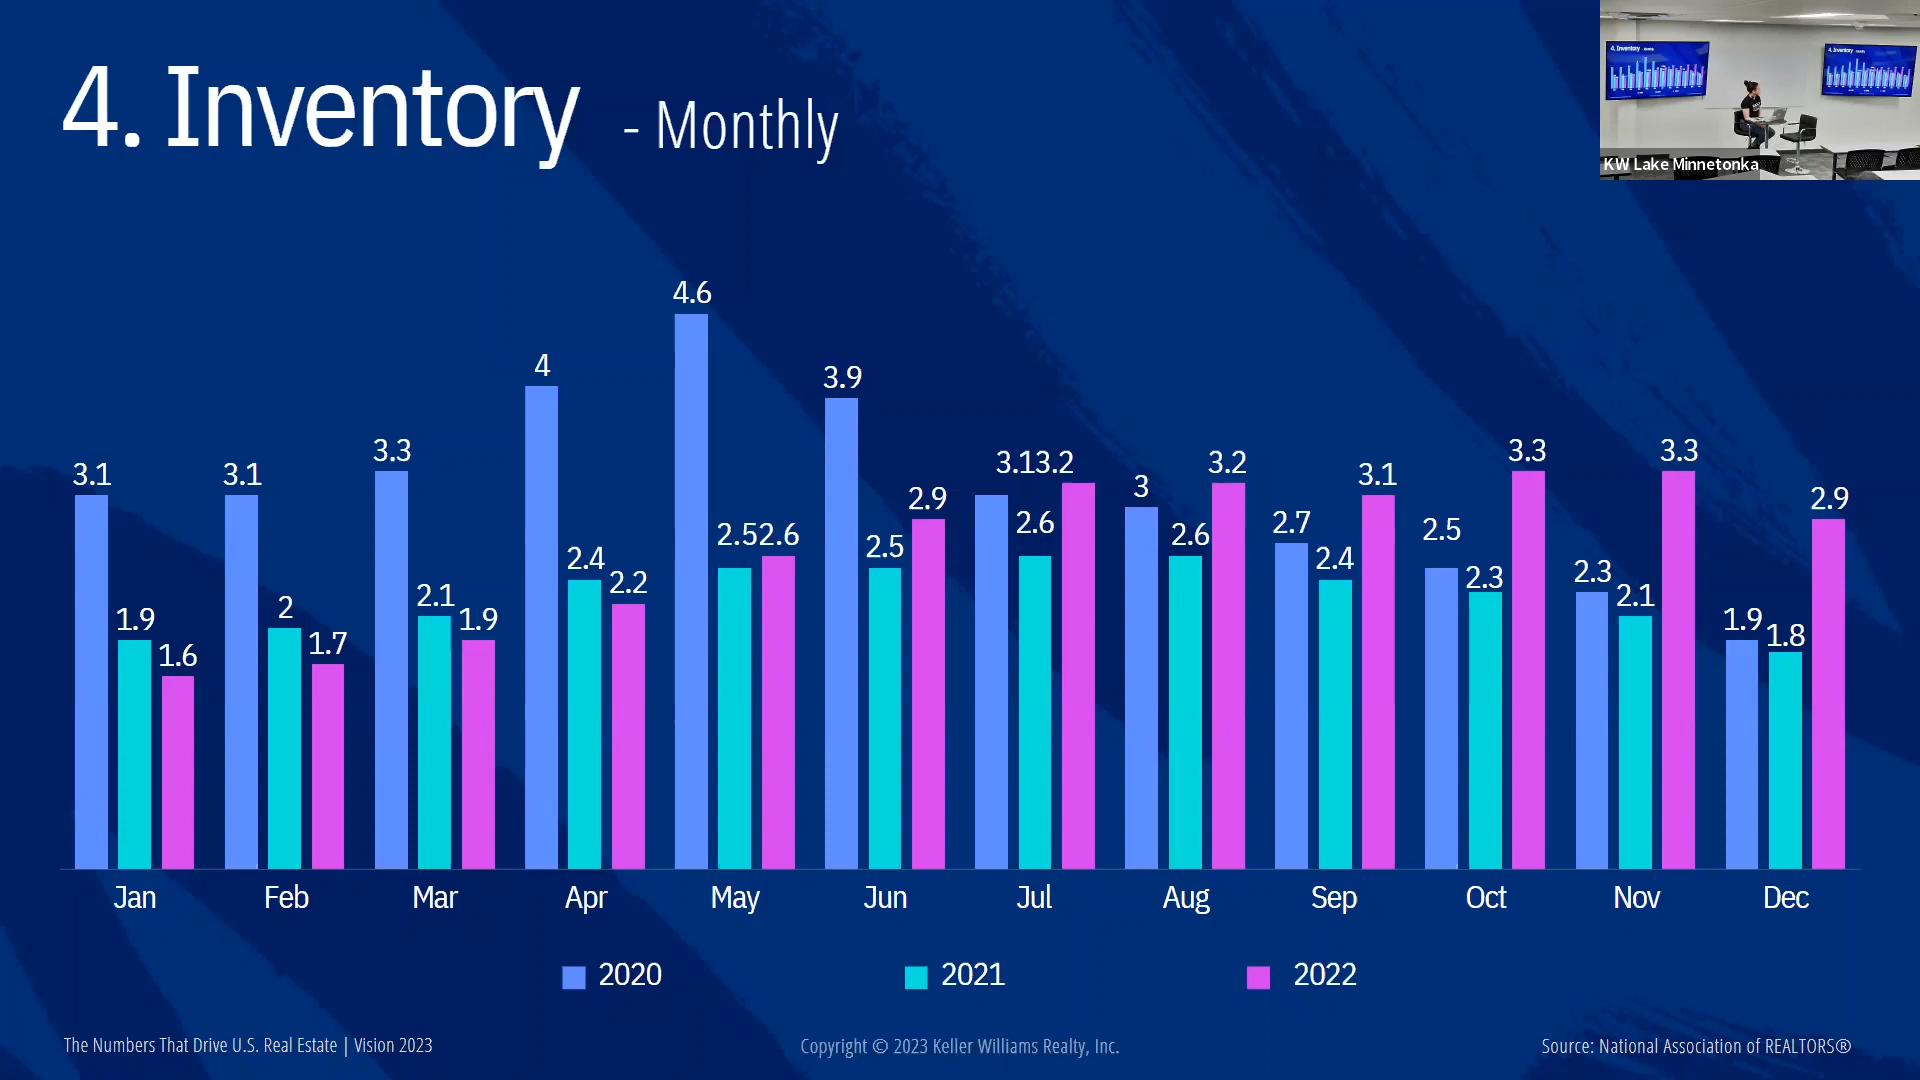 4. Inventory - Monthly
KW Lake Minnetonka
4. Inventory
4. Inventory
4.6
4
3.9
3.1 3.1 3.3 3.1 3.2 3 3.2 3.1 3.3 3.3 2.9
2.9 2.7 2.5
2.5 2.6 2.5 2.6 2.6
2.4 2.2 2.4 2.3 2.3
1.9 2 2.1 1.9 2.1 1.9 1.8
1.6 1.7
Jan Feb Mar Apr May Jun Jul Aug Sep Oct Nov Dec
2020 2021 2022
The Numbers That Drive U.S. Real Estate | Vision 2023 Copyright © 2023 Keller Williams Realty, Inc. Source: National Association of REALTORS®